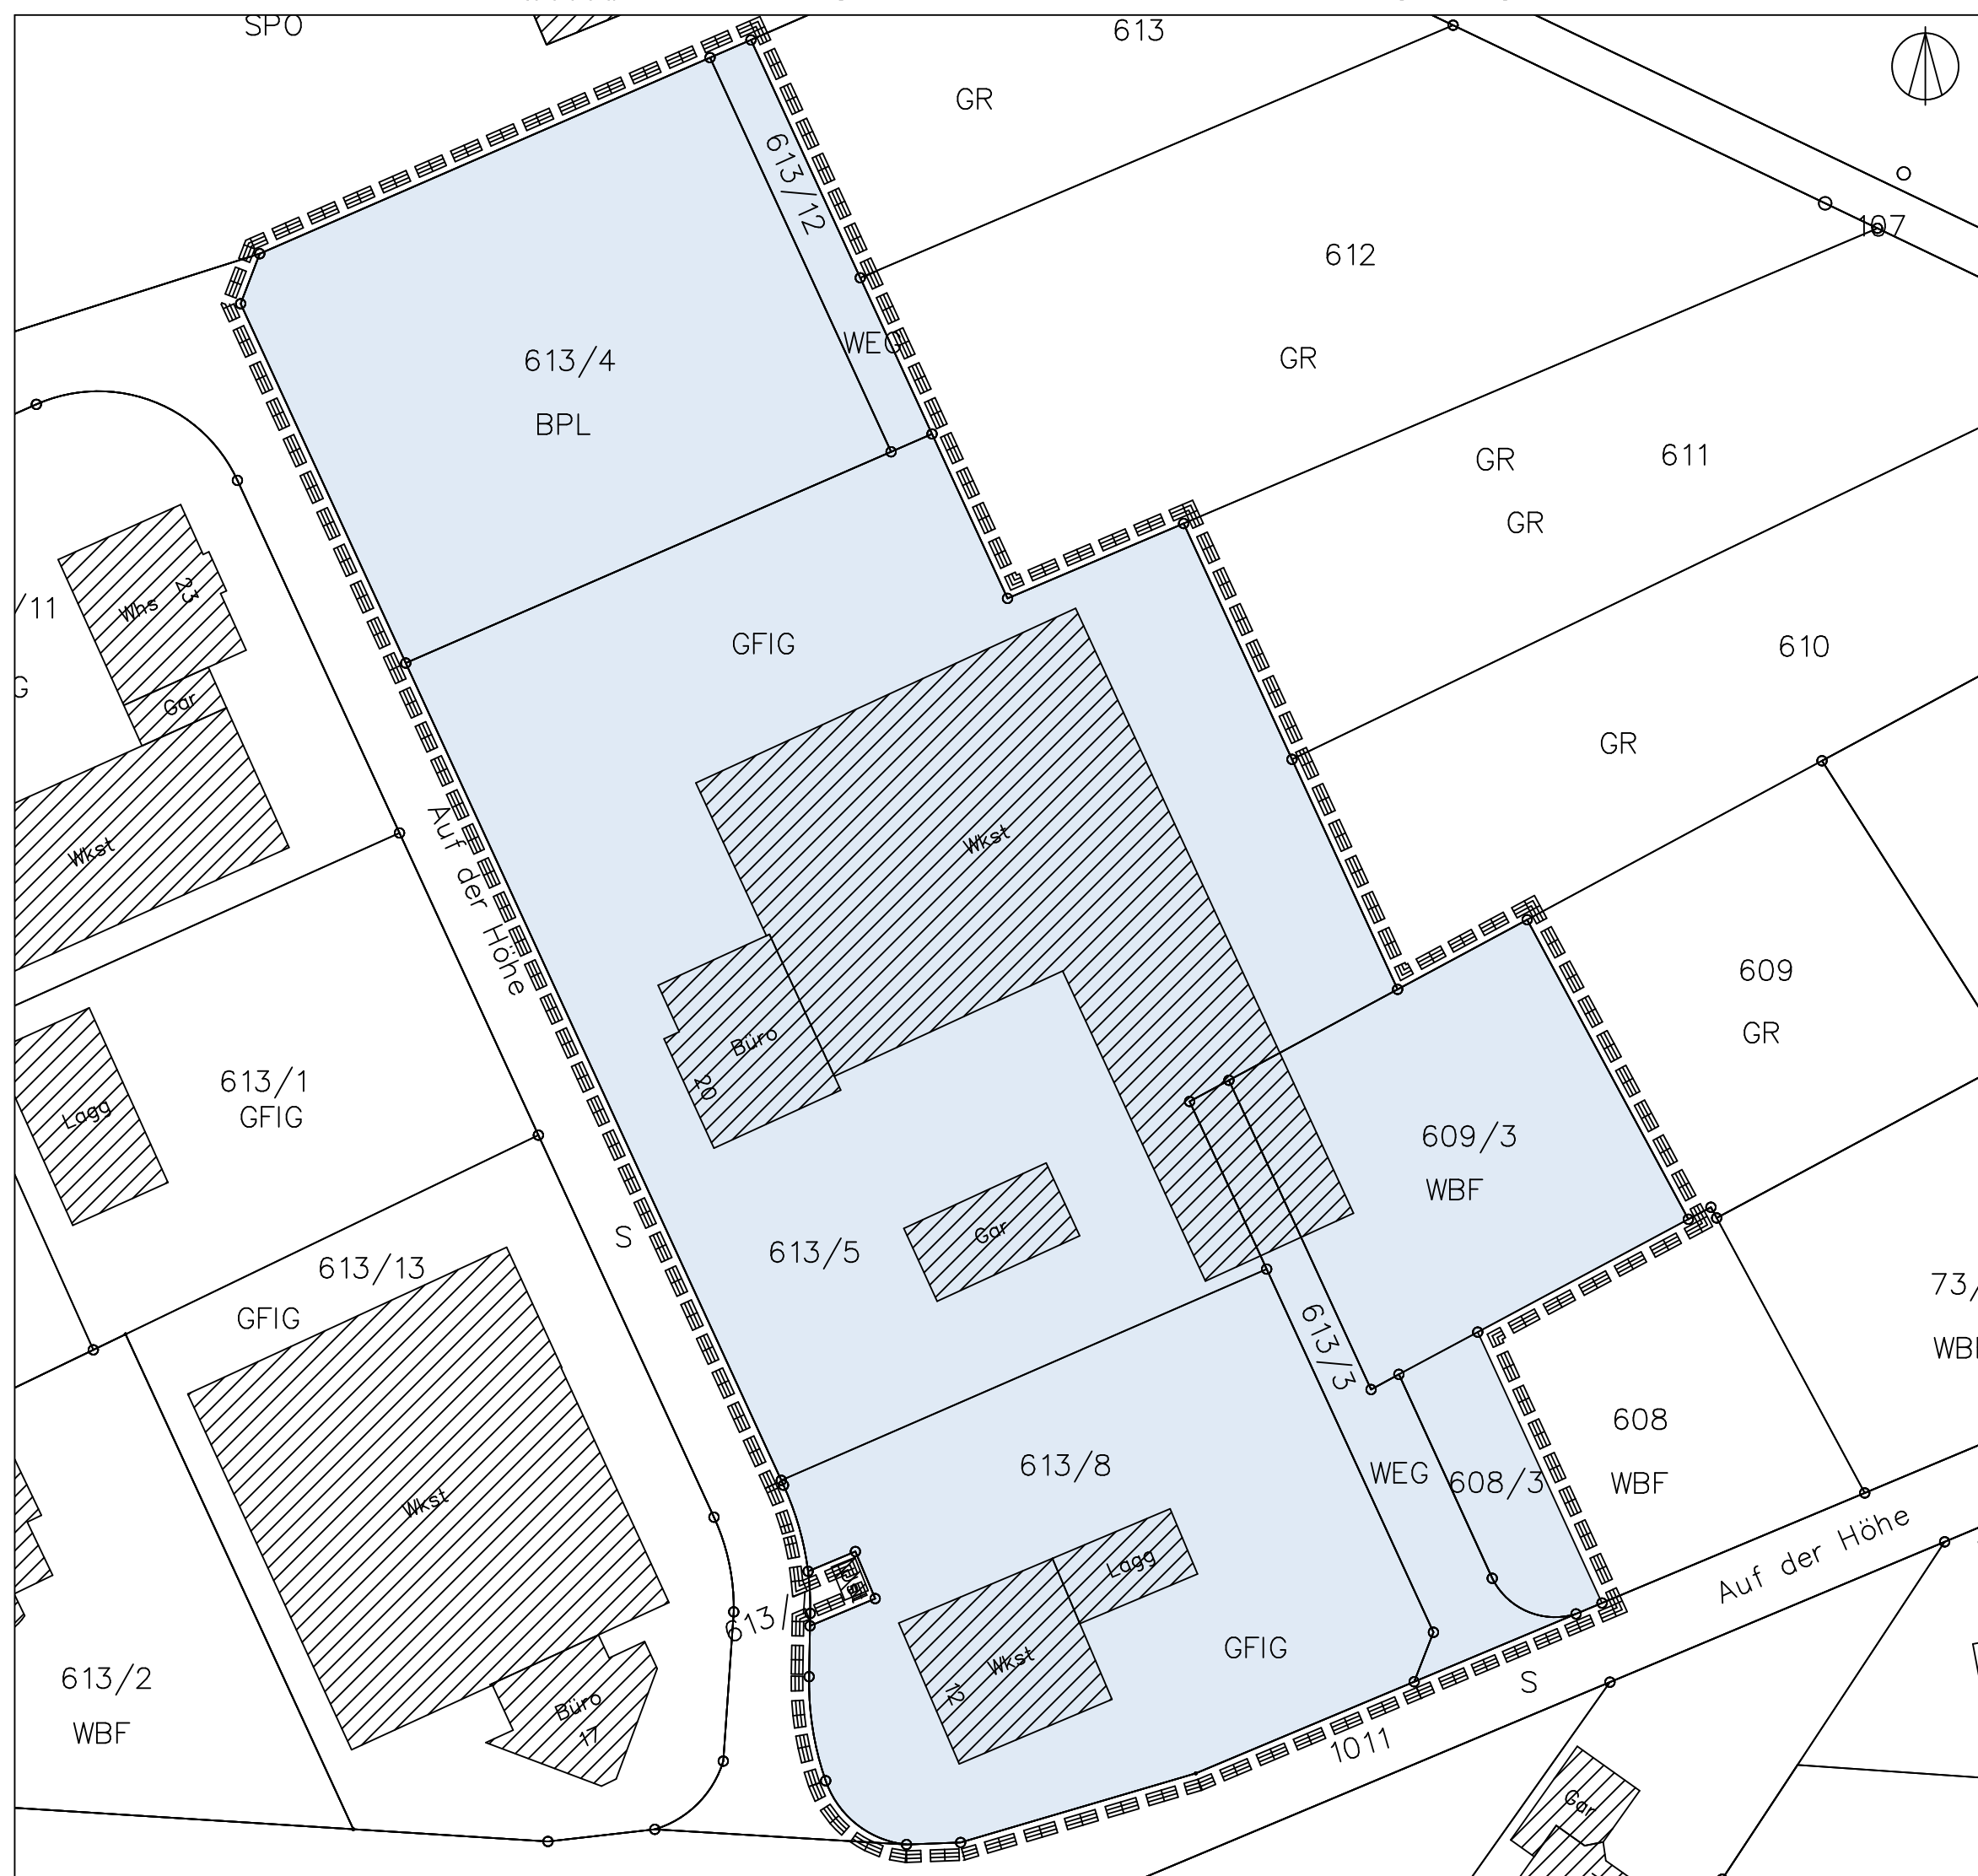 SPO
613
GR
613/12
107
612
WEG
613/4
GR
BPL
GR
611
GR
23
Whs
/11
GFIG
610
G
Gar
GR
Wkst
Wkst
Auf der Höhe
609
GR
Büro
20
613/1
GFIG
Lagg
609/3
WBF
S
Gar
613/5
613/13
GFIG
73/
613/3
WB
608
613/8
WEG
608/3
WBF
Wkst
Lagg
Auf der Höhe
613/
GFIG
Wkst
12
613/2
WBF
S
Büro
17
1011
Gar